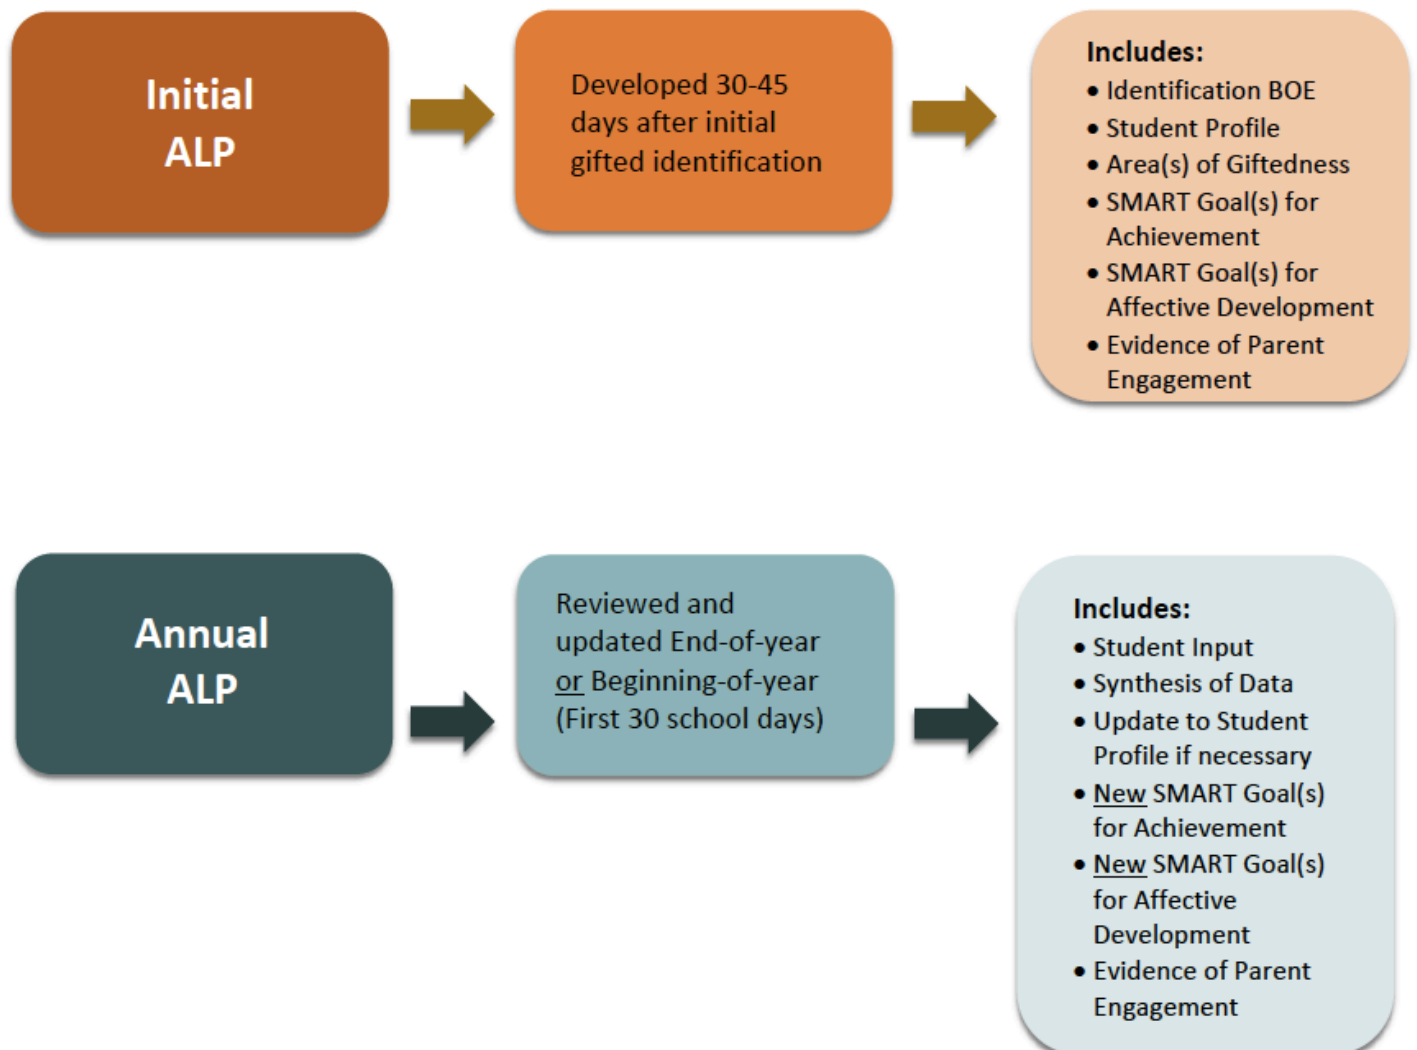 Initial
ALP
Developed 30-45
days after initial
gifted identification
Includes:
• Identification BOE
• Student Profile
• Area(s) of Giftedness
• SMART Goal(s) for
Achievement
• SMART Goal(s) for
Affective Development
• Evidence of Parent
Engagement
Annual
ALP
Reviewed and
updated End-of-year
or Beginning-of-year
(First 30 school days)
Includes:
• Student Input
• Synthesis of Data
• Update to Student
Profile if necessary
• New SMART Goal(s)
for Achievement
• New SMART Goal(s)
for Affective
Development
• Evidence of Parent
Engagement